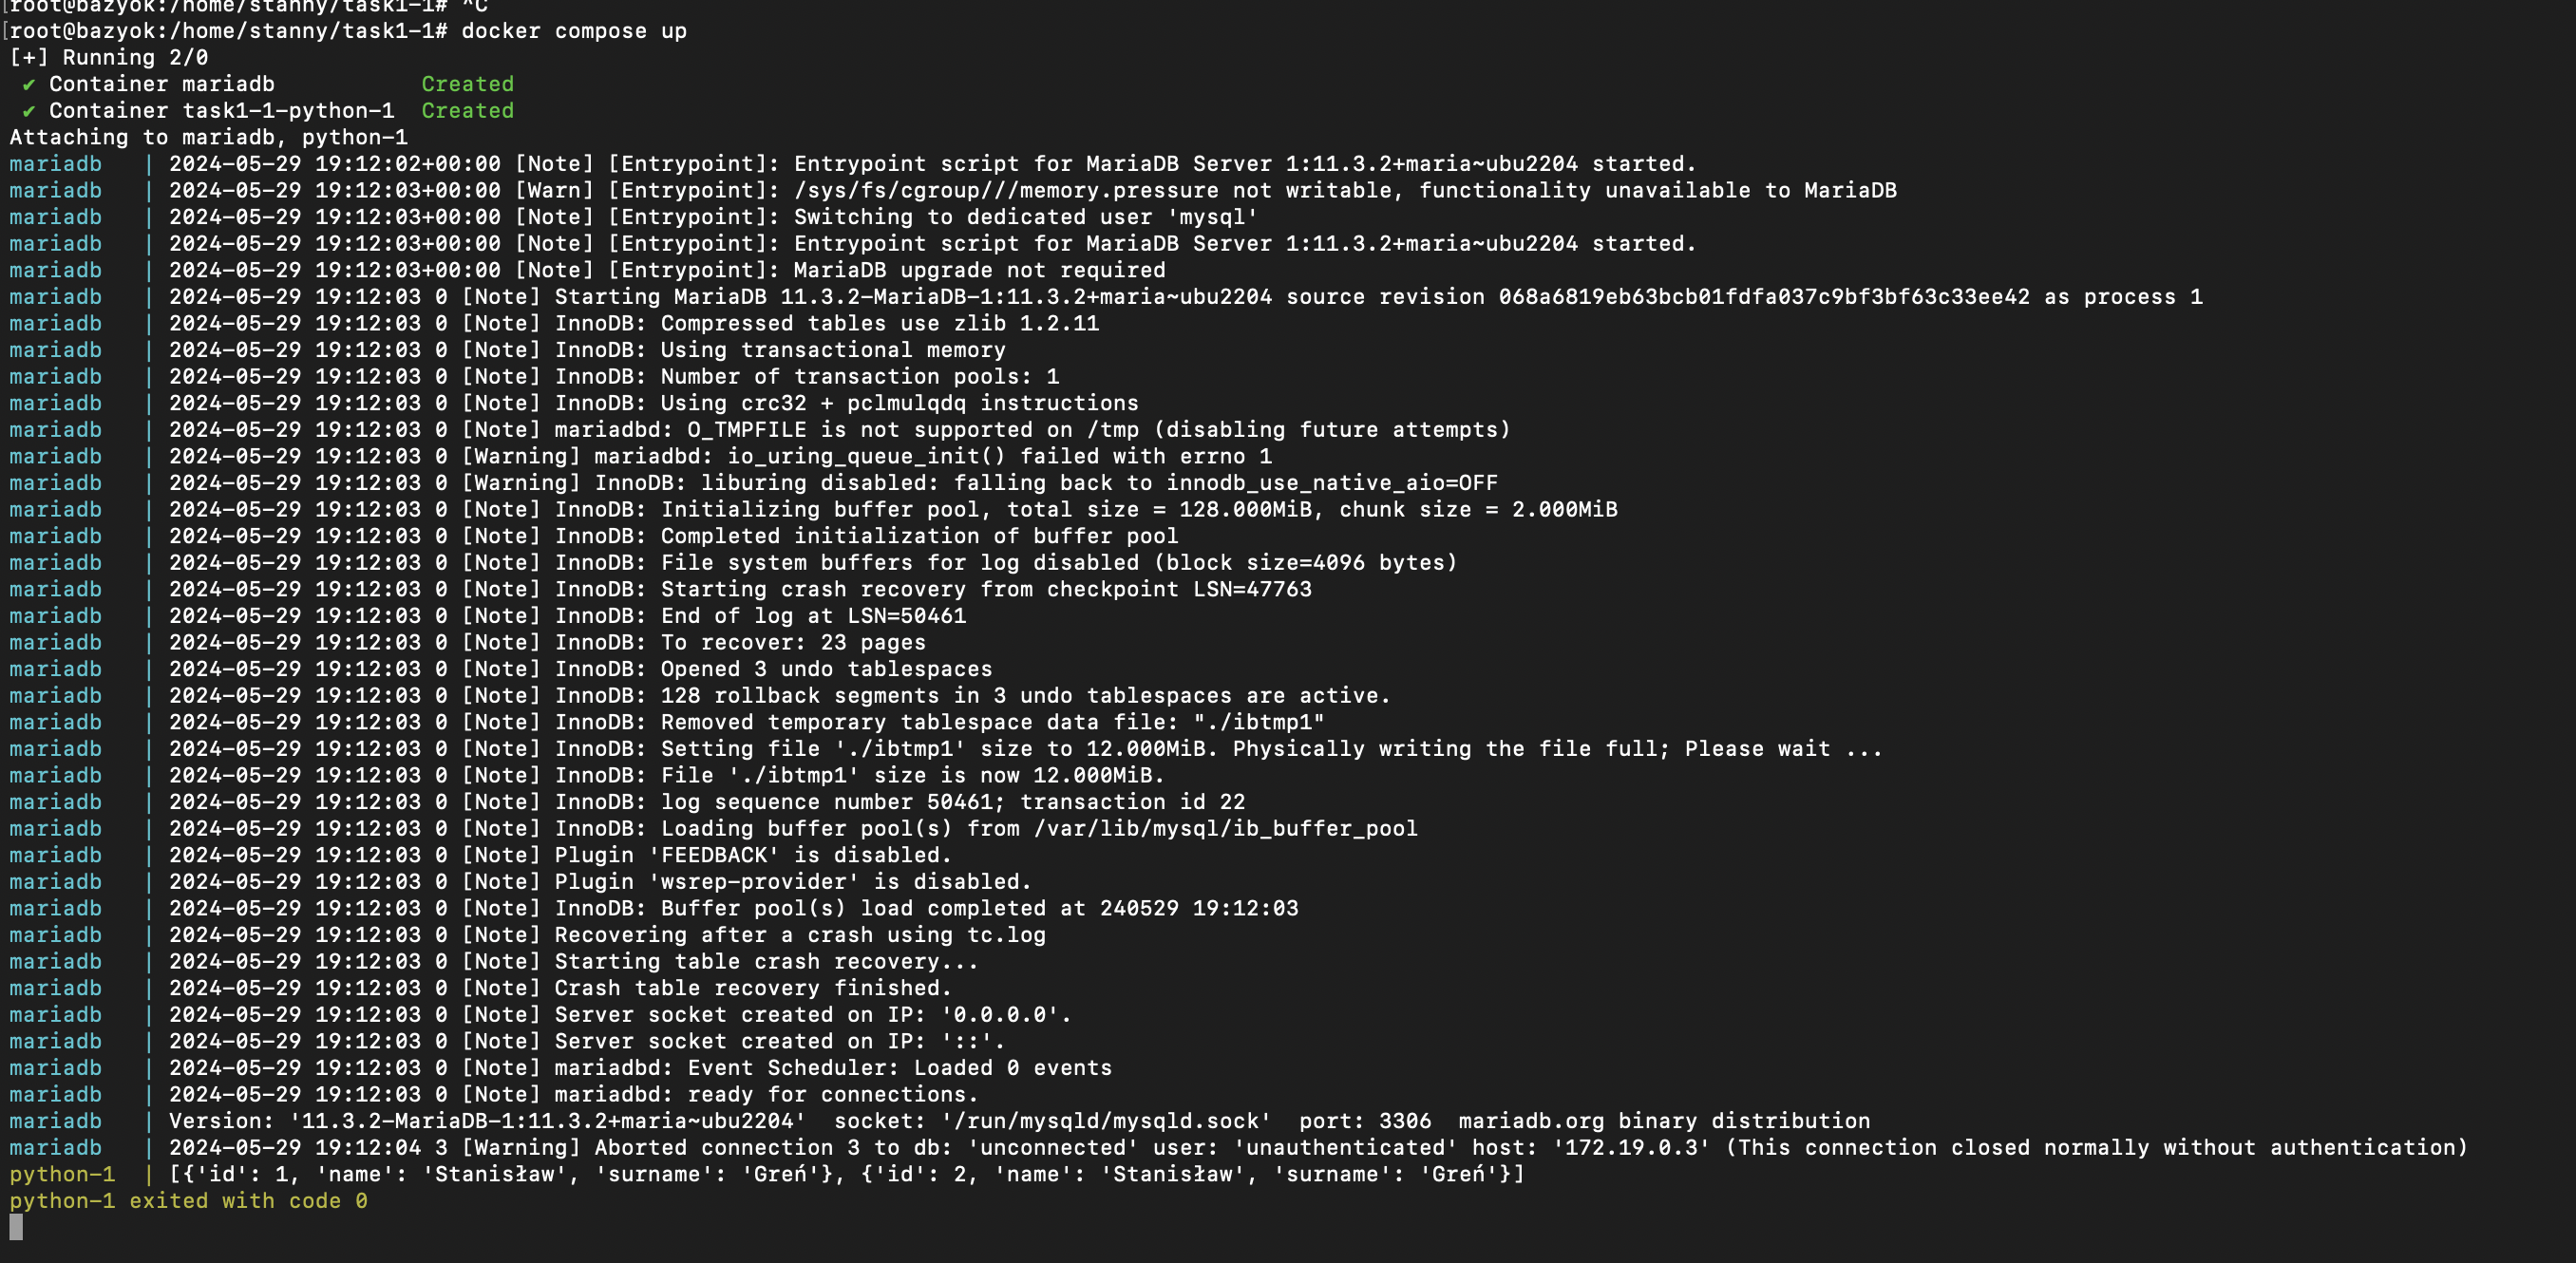 [root@bazyok:/home/stanny/task1-1# ^C
[root@bazyok:/home/stanny/task1-1# docker compose up
[+] Running 2/0
 ✔ Container mariadb           Created
 ✔ Container task1-1-python-1  Created
Attaching to mariadb, python-1
mariadb   | 2024-05-29 19:12:02+00:00 [Note] [Entrypoint]: Entrypoint script for MariaDB Server 1:11.3.2+maria~ubu2204 started.
mariadb   | 2024-05-29 19:12:03+00:00 [Warn] [Entrypoint]: /sys/fs/cgroup///memory.pressure not writable, functionality unavailable to MariaDB
mariadb   | 2024-05-29 19:12:03+00:00 [Note] [Entrypoint]: Switching to dedicated user 'mysql'
mariadb   | 2024-05-29 19:12:03+00:00 [Note] [Entrypoint]: Entrypoint script for MariaDB Server 1:11.3.2+maria~ubu2204 started.
mariadb   | 2024-05-29 19:12:03+00:00 [Note] [Entrypoint]: MariaDB upgrade not required
mariadb   | 2024-05-29 19:12:03 0 [Note] Starting MariaDB 11.3.2-MariaDB-1:11.3.2+maria~ubu2204 source revision 068a6819eb63bcb01fdfa037c9bf3bf63c33ee42 as process 1
mariadb   | 2024-05-29 19:12:03 0 [Note] InnoDB: Compressed tables use zlib 1.2.11
mariadb   | 2024-05-29 19:12:03 0 [Note] InnoDB: Using transactional memory
mariadb   | 2024-05-29 19:12:03 0 [Note] InnoDB: Number of transaction pools: 1
mariadb   | 2024-05-29 19:12:03 0 [Note] InnoDB: Using crc32 + pclmulqdq instructions
mariadb   | 2024-05-29 19:12:03 0 [Note] mariadbd: O_TMPFILE is not supported on /tmp (disabling future attempts)
mariadb   | 2024-05-29 19:12:03 0 [Warning] mariadbd: io_uring_queue_init() failed with errno 1
mariadb   | 2024-05-29 19:12:03 0 [Warning] InnoDB: liburing disabled: falling back to innodb_use_native_aio=OFF
mariadb   | 2024-05-29 19:12:03 0 [Note] InnoDB: Initializing buffer pool, total size = 128.000MiB, chunk size = 2.000MiB
mariadb   | 2024-05-29 19:12:03 0 [Note] InnoDB: Completed initialization of buffer pool
mariadb   | 2024-05-29 19:12:03 0 [Note] InnoDB: File system buffers for log disabled (block size=4096 bytes)
mariadb   | 2024-05-29 19:12:03 0 [Note] InnoDB: Starting crash recovery from checkpoint LSN=47763
mariadb   | 2024-05-29 19:12:03 0 [Note] InnoDB: End of log at LSN=50461
mariadb   | 2024-05-29 19:12:03 0 [Note] InnoDB: To recover: 23 pages
mariadb   | 2024-05-29 19:12:03 0 [Note] InnoDB: Opened 3 undo tablespaces
mariadb   | 2024-05-29 19:12:03 0 [Note] InnoDB: 128 rollback segments in 3 undo tablespaces are active.
mariadb   | 2024-05-29 19:12:03 0 [Note] InnoDB: Removed temporary tablespace data file: "./ibtmp1"
mariadb   | 2024-05-29 19:12:03 0 [Note] InnoDB: Setting file './ibtmp1' size to 12.000MiB. Physically writing the file full; Please wait ...
mariadb   | 2024-05-29 19:12:03 0 [Note] InnoDB: File './ibtmp1' size is now 12.000MiB.
mariadb   | 2024-05-29 19:12:03 0 [Note] InnoDB: log sequence number 50461; transaction id 22
mariadb   | 2024-05-29 19:12:03 0 [Note] InnoDB: Loading buffer pool(s) from /var/lib/mysql/ib_buffer_pool
mariadb   | 2024-05-29 19:12:03 0 [Note] Plugin 'FEEDBACK' is disabled.
mariadb   | 2024-05-29 19:12:03 0 [Note] Plugin 'wsrep-provider' is disabled.
mariadb   | 2024-05-29 19:12:03 0 [Note] InnoDB: Buffer pool(s) load completed at 240529 19:12:03
mariadb   | 2024-05-29 19:12:03 0 [Note] Recovering after a crash using tc.log
mariadb   | 2024-05-29 19:12:03 0 [Note] Starting table crash recovery...
mariadb   | 2024-05-29 19:12:03 0 [Note] Crash table recovery finished.
mariadb   | 2024-05-29 19:12:03 0 [Note] Server socket created on IP: '0.0.0.0'.
mariadb   | 2024-05-29 19:12:03 0 [Note] Server socket created on IP: '::'.
mariadb   | 2024-05-29 19:12:03 0 [Note] mariadbd: Event Scheduler: Loaded 0 events
mariadb   | 2024-05-29 19:12:03 0 [Note] mariadbd: ready for connections.
mariadb   | Version: '11.3.2-MariaDB-1:11.3.2+maria~ubu2204'  socket: '/run/mysqld/mysqld.sock'  port: 3306  mariadb.org binary distribution
mariadb   | 2024-05-29 19:12:04 3 [Warning] Aborted connection 3 to db: 'unconnected' user: 'unauthenticated' host: '172.19.0.3' (This connection closed normally without authentication)
python-1  | [{'id': 1, 'name': 'Stanisław', 'surname': 'Greń'}, {'id': 2, 'name': 'Stanisław', 'surname': 'Greń'}]
python-1 exited with code 0